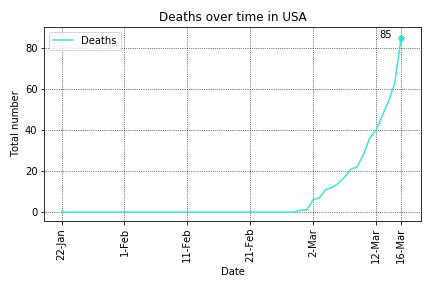 Deaths over time in USA
Deaths
85
Total number
80
60
40
20
0
22-Jan
1-Feb
11-Feb
21-Feb
2-Mar
12-Mar
16-Mar
Date